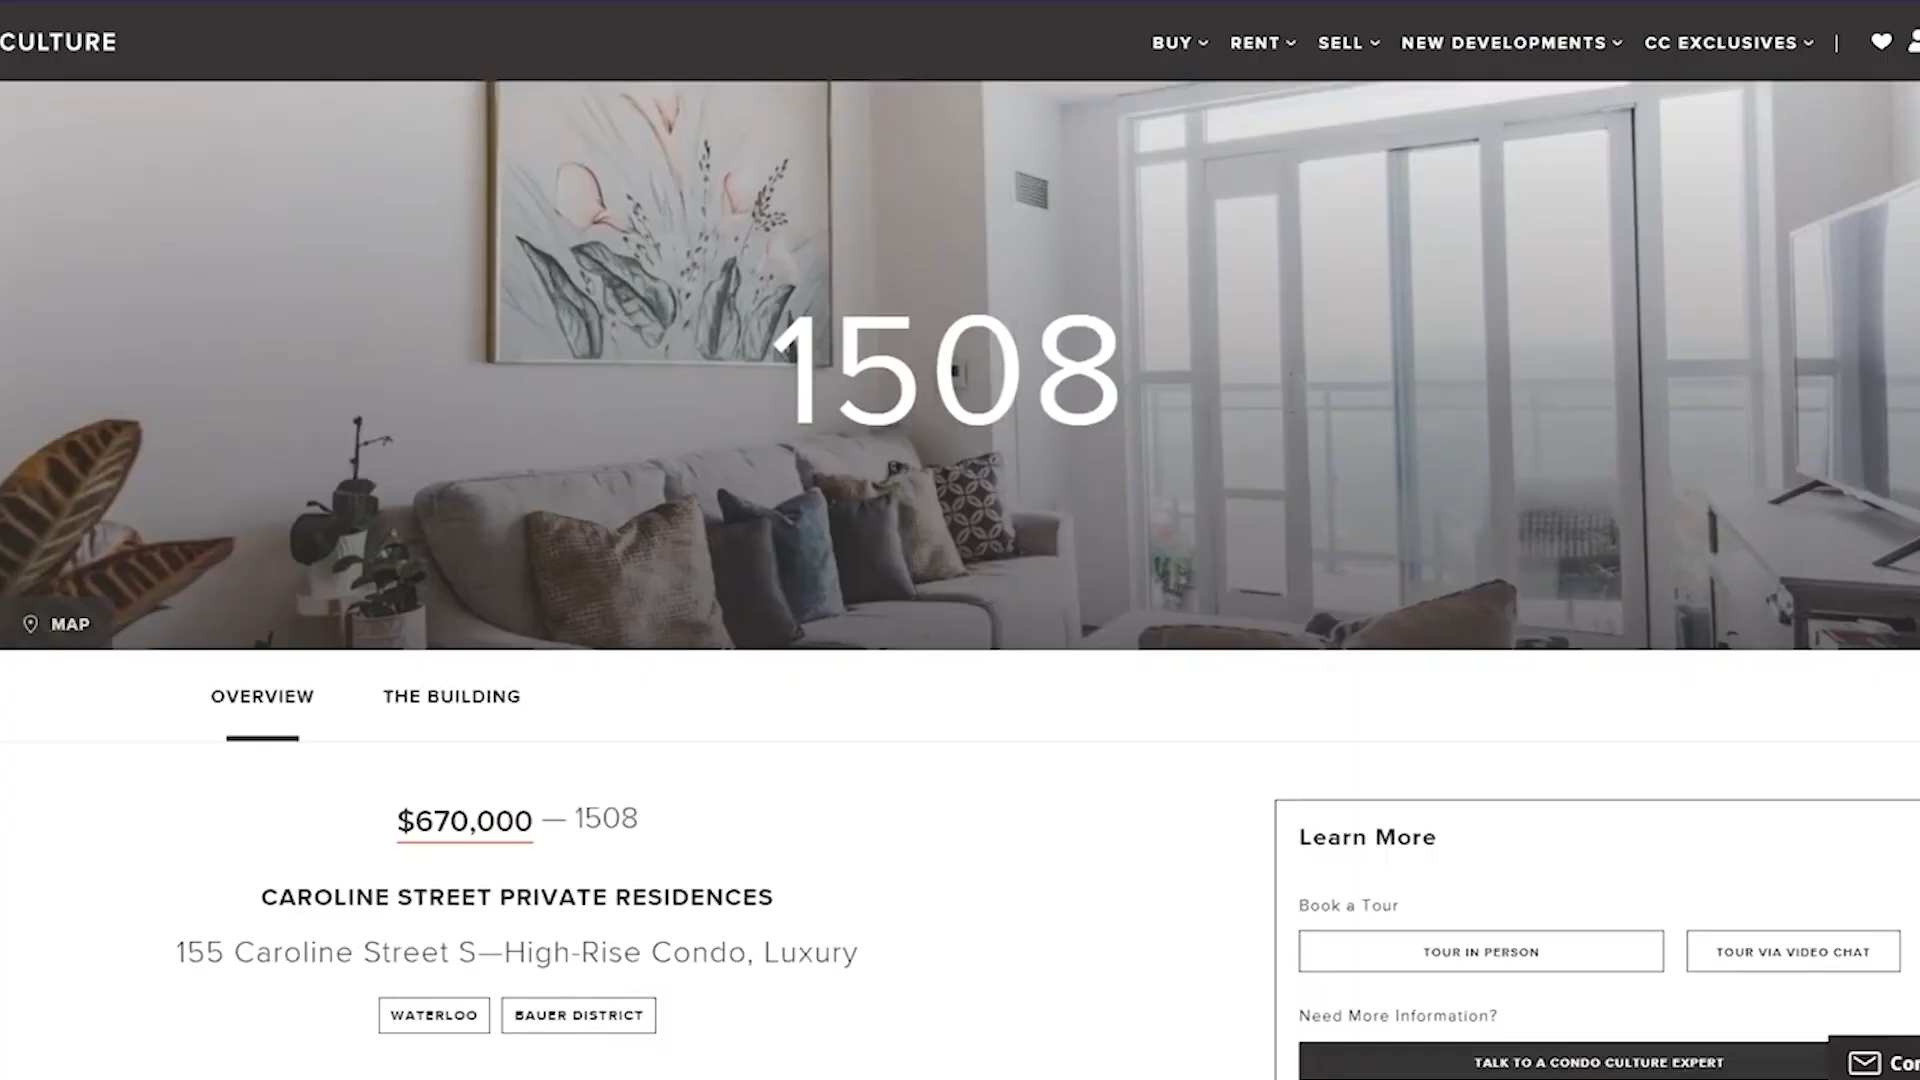 CULTURE
BUY RENT SELL NEW DEVELOPMENTS CC EXCLUSIVES |
1508
MAP
OVERVIEW THE BUILDING
$670,000 — 1508
CAROLINE STREET PRIVATE RESIDENCES
155 Caroline Street S—High-Rise Condo, Luxury
WATERLOO BAUER DISTRICT
Learn More
Book a Tour
TOUR IN PERSON TOUR VIA VIDEO CHAT
Need More Information?
TALK TO A CONDO CULTURE EXPERT